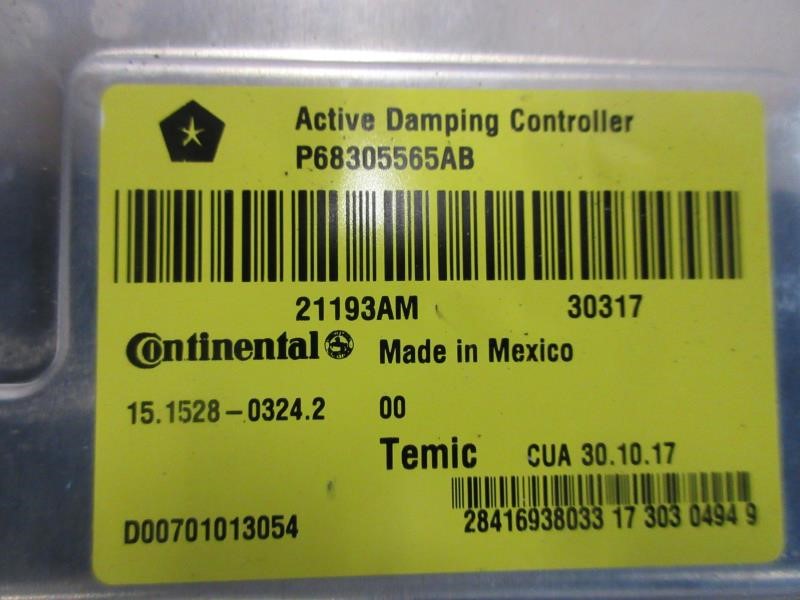 Active Damping Controller
P68305565AB
21193AM 30317
Continental Made in Mexico
15.1528-0324.2 00
Temic CUA 30.10.17
D00701013054 28416938033 17 303 0494 9